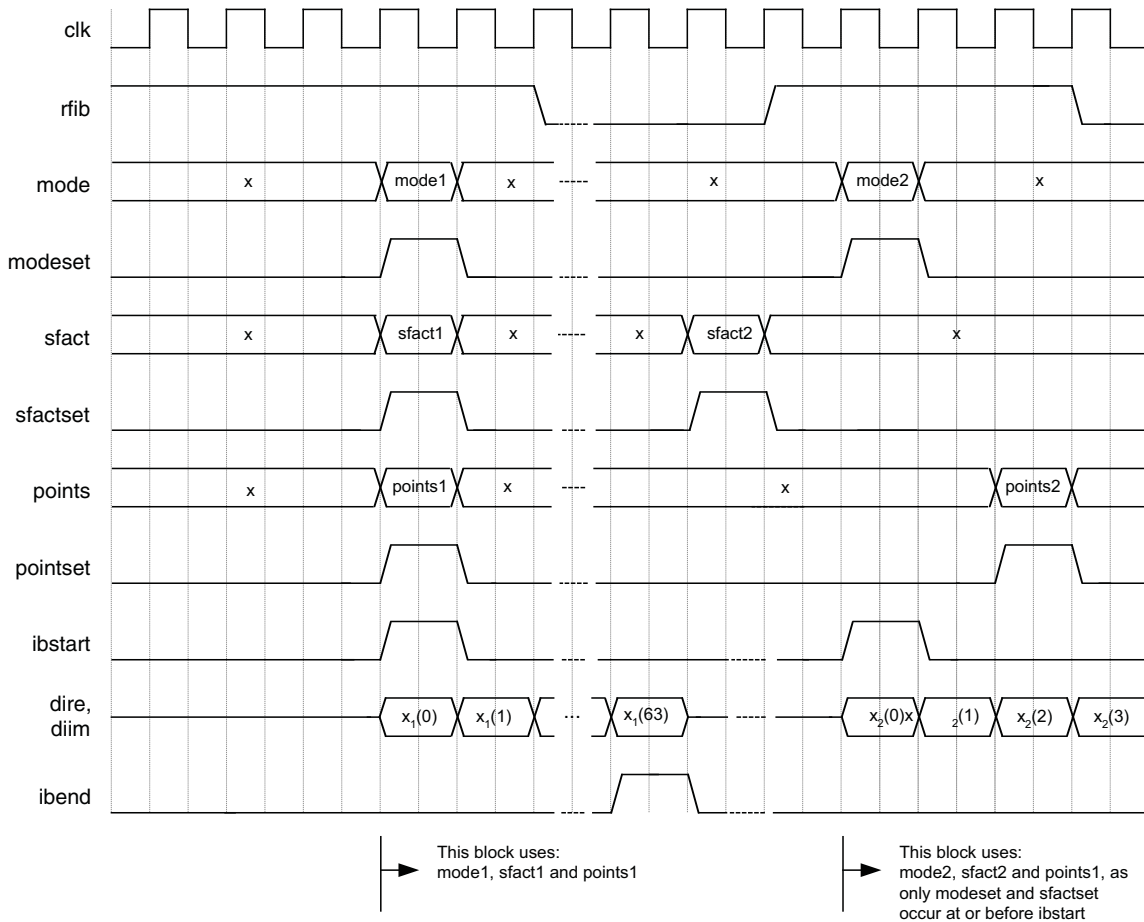 clk
rfib
mode x mode1 x x mode2 x
modeset
sfact x sfact1 x x sfact2 x
sfactset
points x points1 x x points2
pointset
ibstart
dire,
diim x₁(0) x₁(1) ... x₁(63) x₂(0)x ₂(1) x₂(2) x₂(3)
ibend
This block uses:
mode1, sfact1 and points1
This block uses:
mode2, sfact2 and points1, as
only modeset and sfactset
occur at or before ibstart